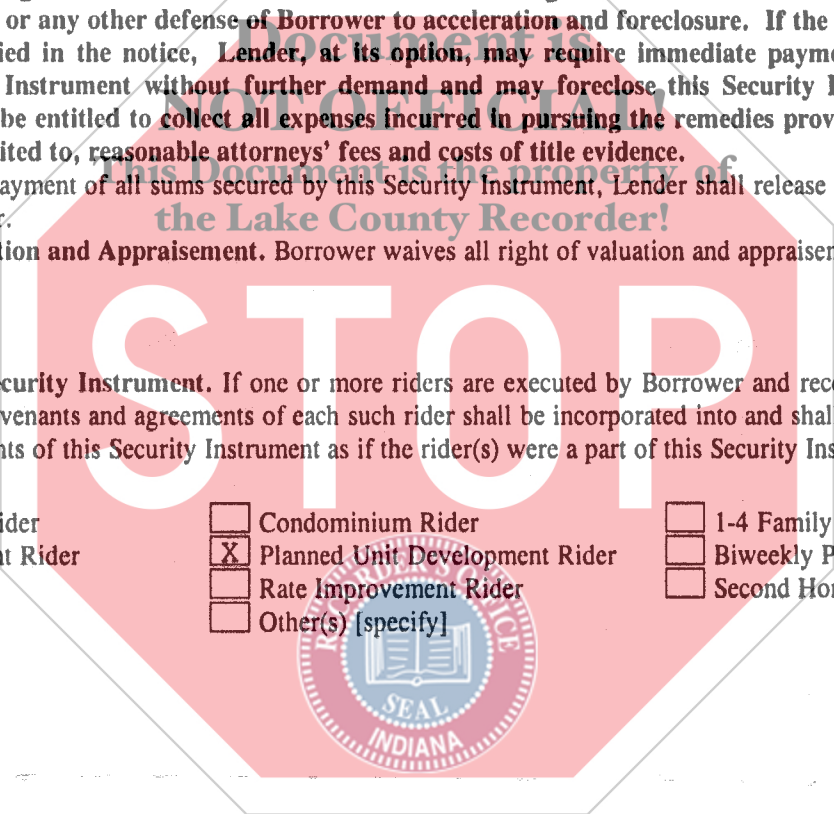 or any other defense of Borrower to acceleration and foreclosure. If the
ied in the notice, Lender, at its option, may require immediate payme
Document is
Instrument without further demand and may foreclose this Security I
NOT OFFICIAL!
be entitled to collect all expenses incurred in pursuing the remedies prov
ited to, reasonable attorneys' fees and costs of title evidence.
This Document is the property of
ayment of all sums secured by this Security Instrument, Lender shall release
r.
the Lake County Recorder!
tion and Appraisement. Borrower waives all right of valuation and appraisem
STOP
curity Instrument. If one or more riders are executed by Borrower and reco
venants and agreements of each such rider shall be incorporated into and shall
nts of this Security Instrument as if the rider(s) were a part of this Security Ins
ider Condominium Rider 1-4 Family
nt Rider X Planned Unit Development Rider Biweekly P
Rate Improvement Rider Second Hom
Other(s) [specify]
RECORDER'S OFFICE
SEAL
INDIANA